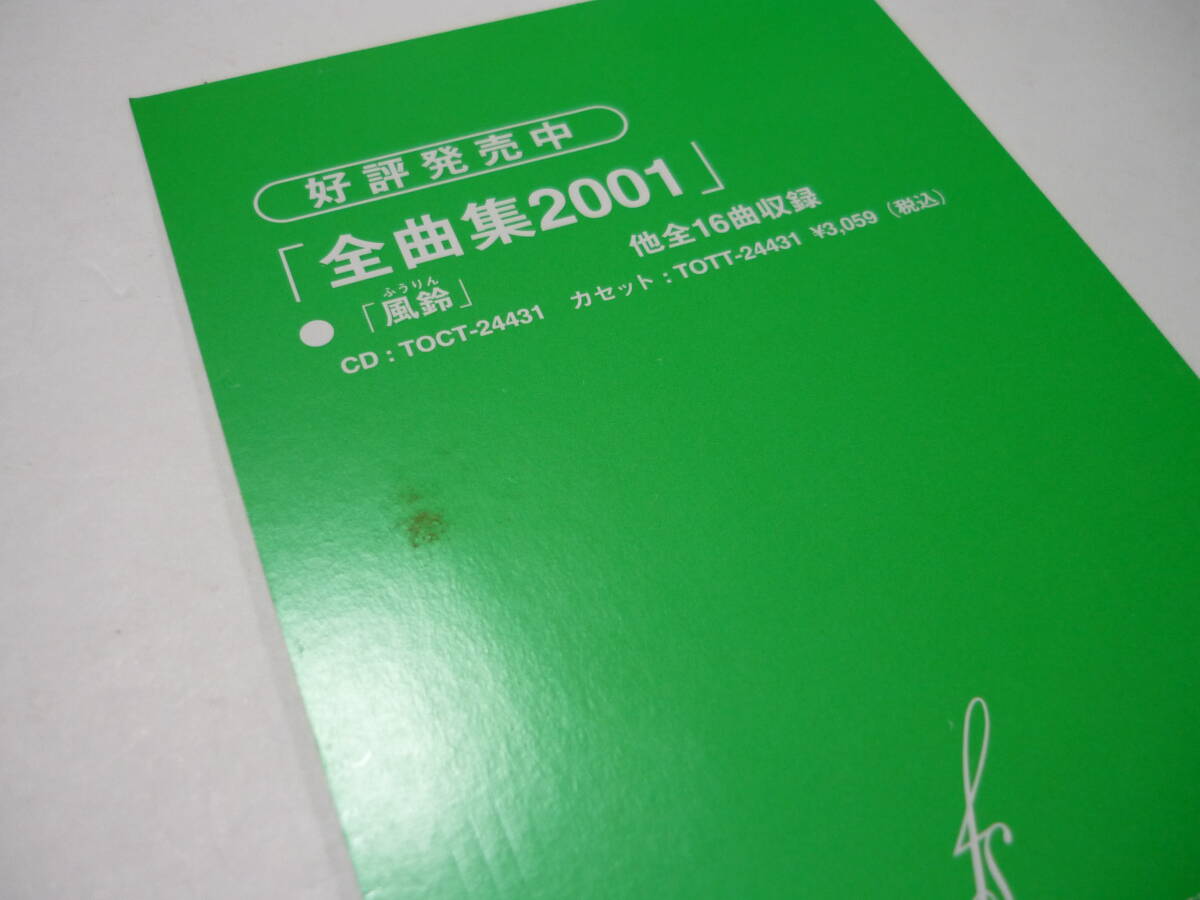 好評発売中
「全曲集2001」
ふうりん
●「風鈴」 他全16曲収録
CD：TOCT-24431 カセット：TOTT-24431 ¥3,059（税込）